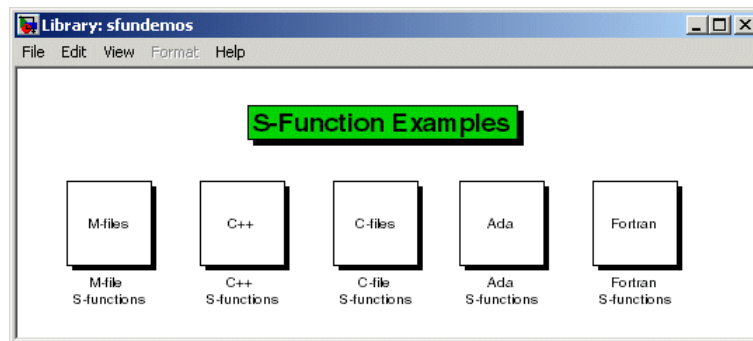 Library: sfundemos
File Edit View Format Help
S-Function Examples
M-files C++ C-files Ada Fortran
M-file C++ C-file Ada Fortran
S-functions S-functions S-functions S-functions S-functions